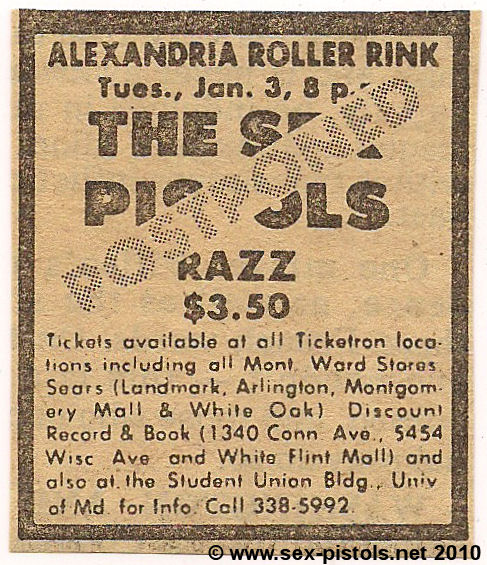 ALEXANDRIA ROLLER RINK
Tues., Jan. 3, 8 p.
THE SEX
PISTOLS
POSTPONED
RAZZ
$3.50
Tickets available at all Ticketron loca-
tions including all Mont. Ward Stores
Sears (Landmark, Arlington, Montgom-
ery Mall & White Oak) Discount
Record & Book (1340 Conn. Ave., 5454
Wisc Ave and White Flint Mall) and
also at the Student Union Bldg., Univ
of Md. for Info. Call 338-5992.
© www.sex-pistols.net 2010